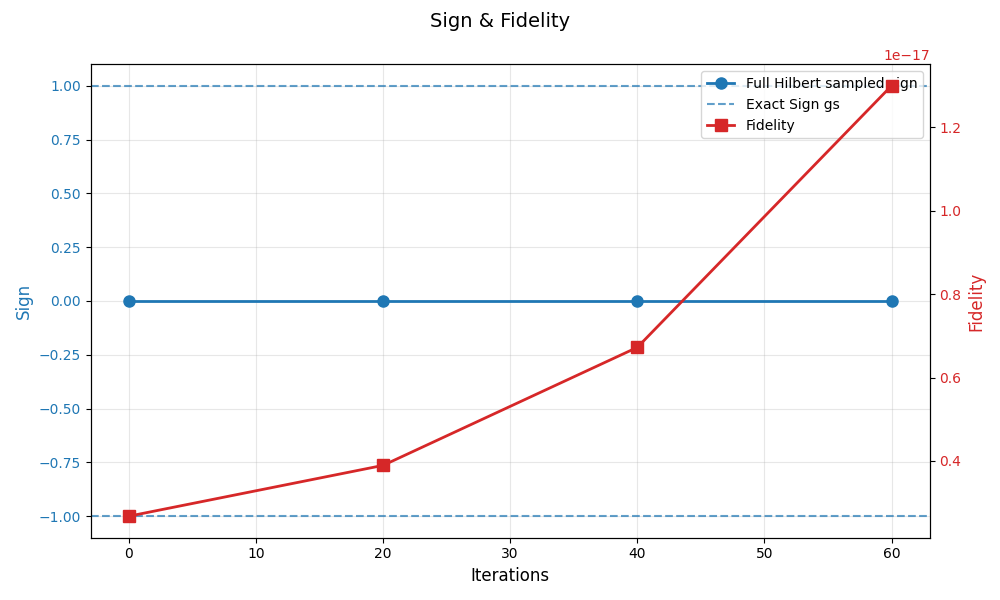 Sign & Fidelity
1e−17
Full Hilbert sampled sign
Exact Sign gs
Fidelity
1.00
0.75
0.50
0.25
0.00
−0.25
−0.50
−0.75
−1.00
Sign
1.2
1.0
0.8
0.6
0.4
Fidelity
0 10 20 30 40 50 60
Iterations